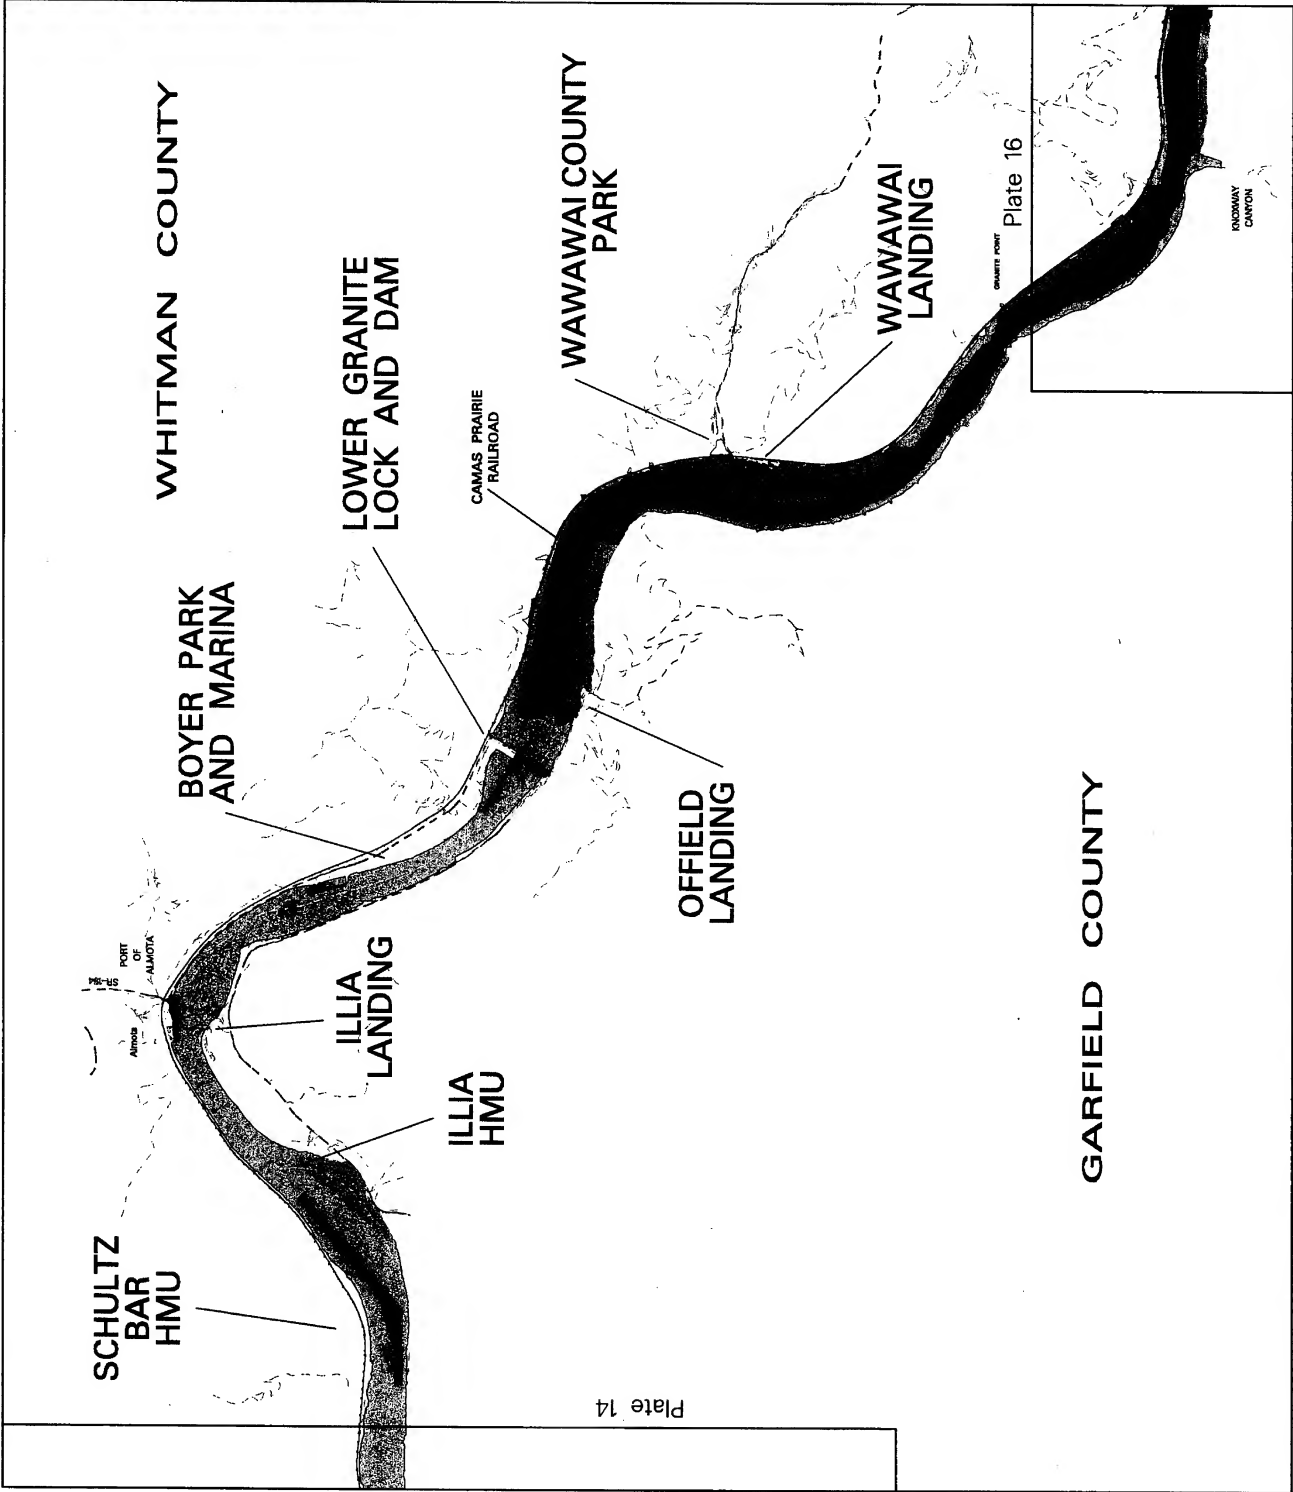 WHITMAN COUNTY
WAWAWAI COUNTY
PARK
LOWER GRANITE
LOCK AND DAM
WAWAWAI
LANDING
CAMAS PRAIRIE
RAILROAD
GRANITE POINT
Plate 16
KNOXWAY
CANYON
BOYER PARK
AND MARINA
OFFIELD
LANDING
PORT
OF
ALMOTA
Almota
ILLIA
LANDING
ILLIA
HMU
GARFIELD COUNTY
SCHULTZ
BAR
HMU
Plate 14